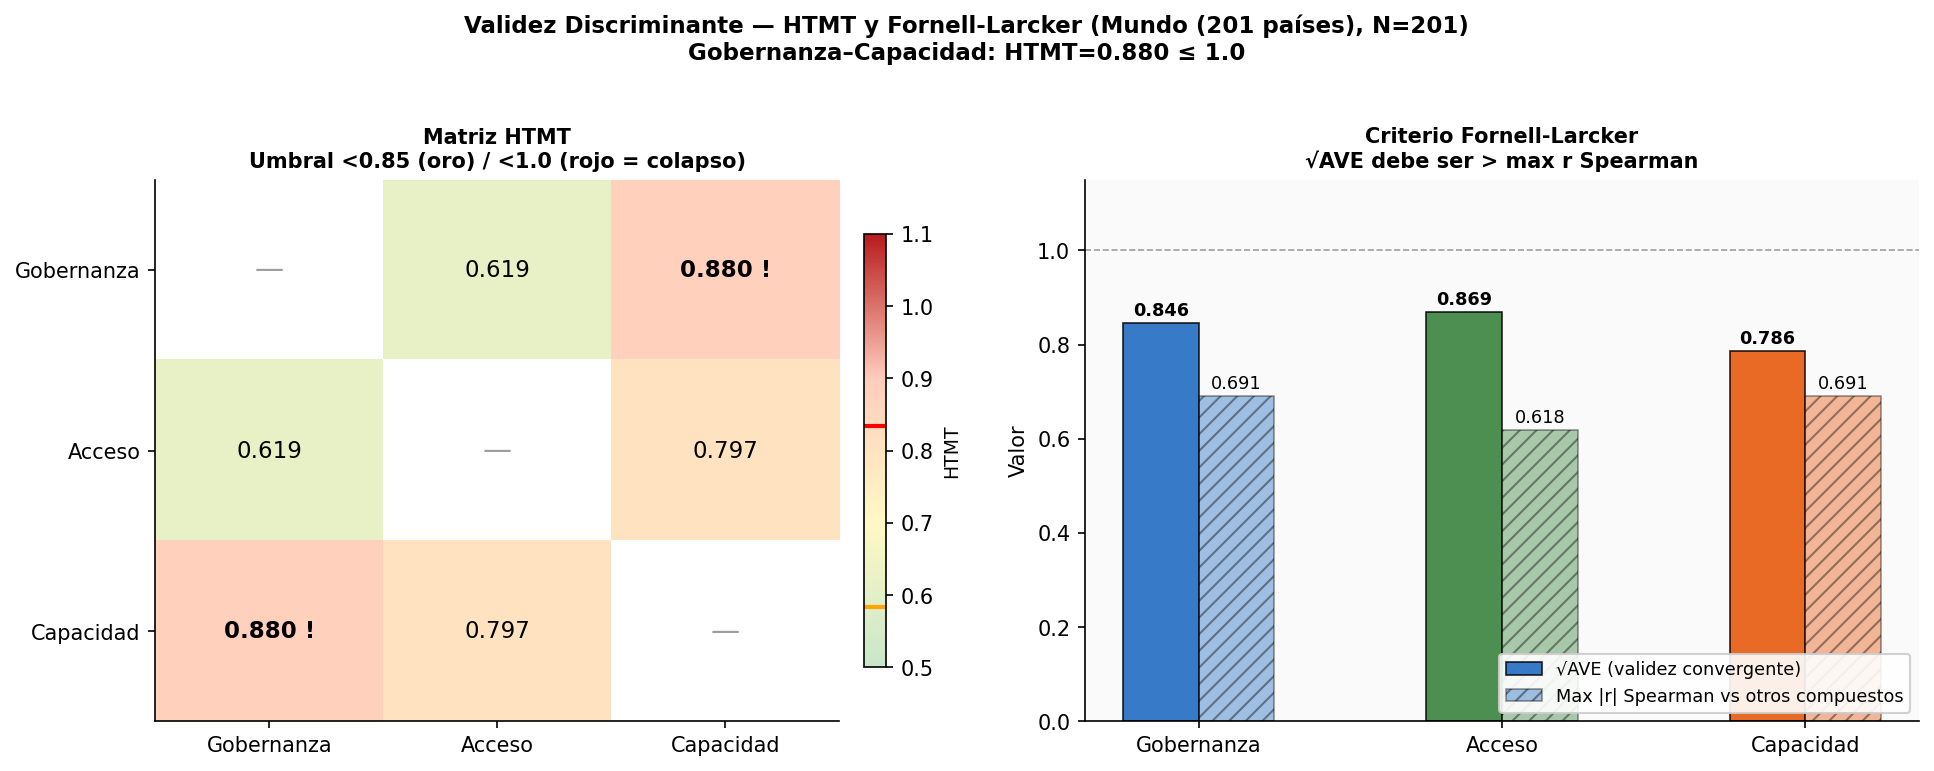 Validez Discriminante — HTMT y Fornell-Larcker (Mundo (201 países), N=201)
Gobernanza–Capacidad: HTMT=0.880 ≤ 1.0
Matriz HTMT
Umbral <0.85 (oro) / <1.0 (rojo = colapso)
Gobernanza
—
0.619
0.880 !
Acceso
0.619
—
0.797
Capacidad
0.880 !
0.797
—
Gobernanza
Acceso
Capacidad
1.1
1.0
0.9
0.8
0.7
0.6
0.5
HTMT
Criterio Fornell-Larcker
√AVE debe ser > max r Spearman
Valor
1.0
0.8
0.6
0.4
0.2
0.0
0.846
0.691
0.869
0.618
0.786
0.691
√AVE (validez convergente)
Max |r| Spearman vs otros compuestos
Gobernanza
Acceso
Capacidad